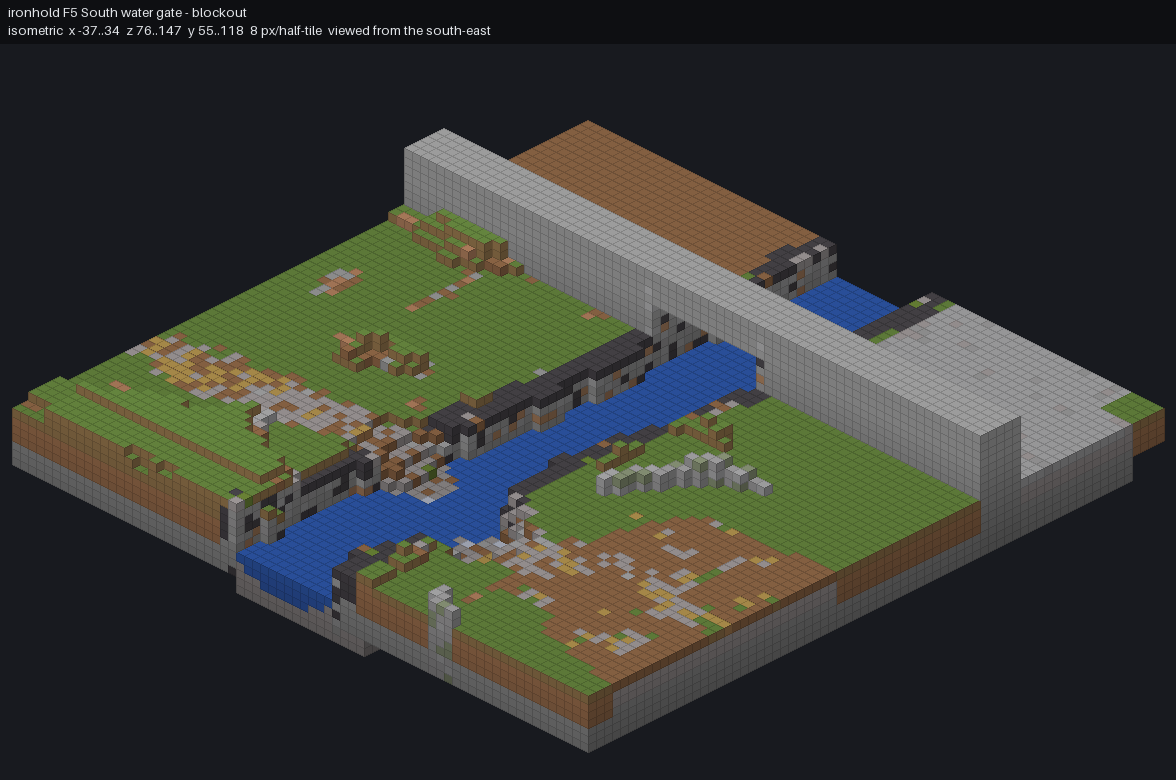 ironhold F5 South water gate - blockout
isometric x -37..34 z 76..147 y 55..118 8 px/half-tile viewed from the south-east